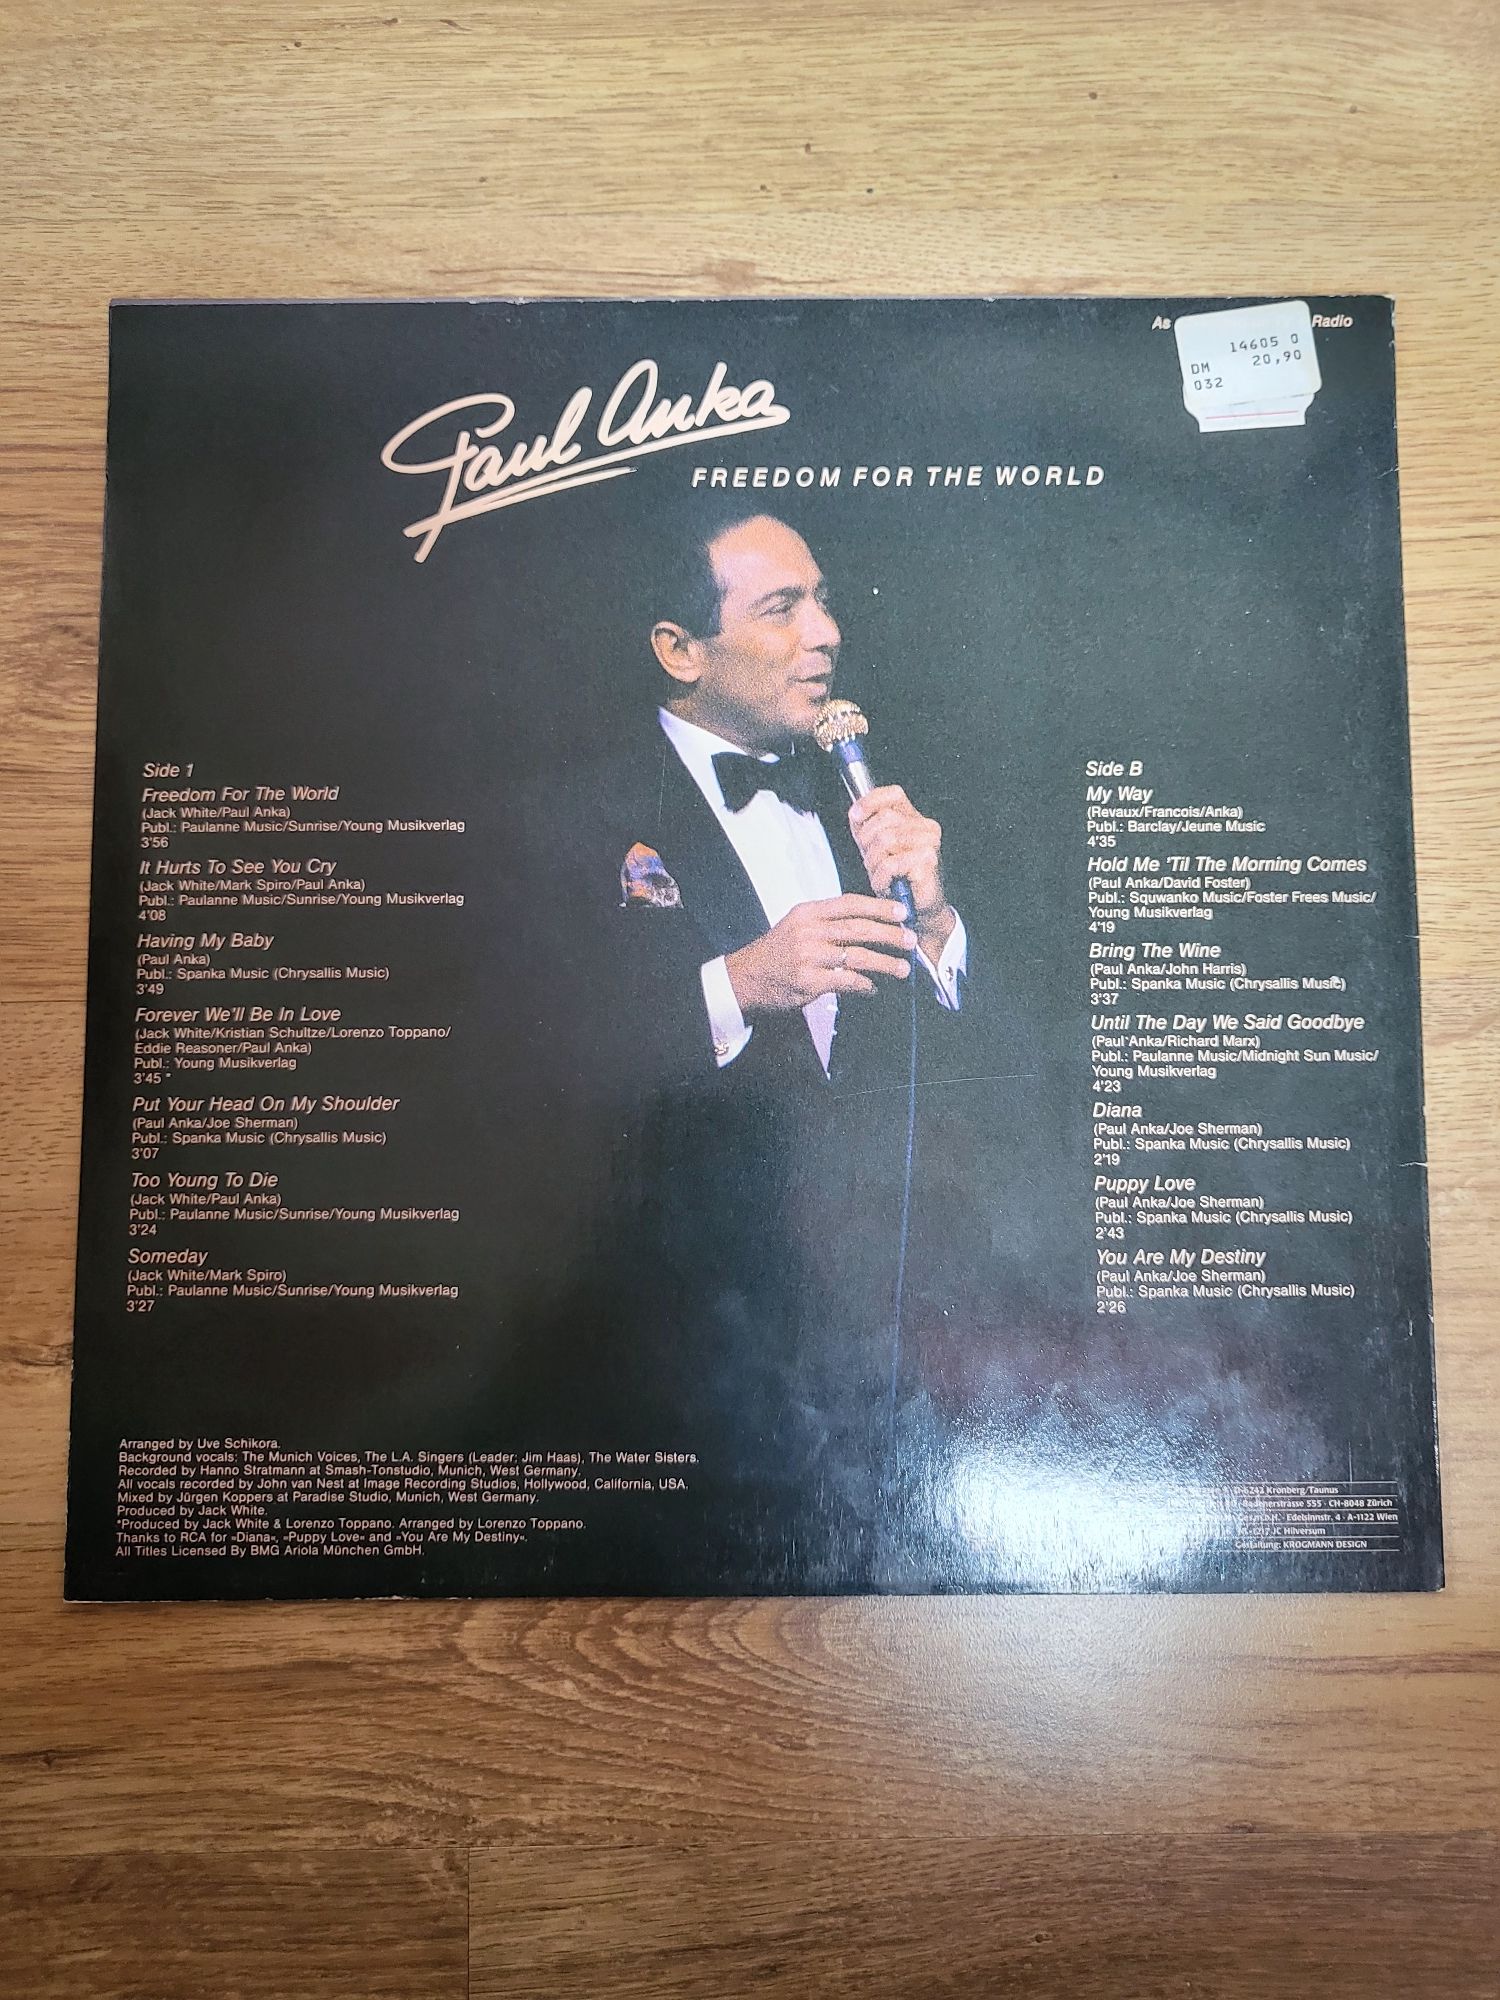 As Radio
14605 0
DM 20,90
032
Paul Anka
FREEDOM FOR THE WORLD
Side 1
Freedom For The World
(Jack White/Paul Anka)
Publ.: Paulanne Music/Sunrise/Young Musikverlag
3'56
It Hurts To See You Cry
(Jack White/Mark Spiro/Paul Anka)
Publ.: Paulanne Music/Sunrise/Young Musikverlag
4'08
Having My Baby
(Paul Anka)
Publ.: Spanka Music (Chrysallis Music)
3'49
Forever We'll Be In Love
(Jack White/Kristian Schultze/Lorenzo Toppano/
Eddie Reasoner/Paul Anka)
Publ.: Young Musikverlag
3'45 *
Put Your Head On My Shoulder
(Paul Anka/Joe Sherman)
Publ.: Spanka Music (Chrysallis Music)
3'07
Too Young To Die
(Jack White/Paul Anka)
Publ.: Paulanne Music/Sunrise/Young Musikverlag
3'24
Someday
(Jack White/Mark Spiro)
Publ.: Paulanne Music/Sunrise/Young Musikverlag
3'27
Side B
My Way
(Revaux/Francois/Anka)
Publ.: Barclay/Jeune Music
4'35
Hold Me 'Til The Morning Comes
(Paul Anka/David Foster)
Publ.: Squwanko Music/Foster Frees Music/
Young Musikverlag
4'19
Bring The Wine
(Paul Anka/John Harris)
Publ.: Spanka Music (Chrysallis Music)
3'37
Until The Day We Said Goodbye
(Paul Anka/Richard Marx)
Publ.: Paulanne Music/Midnight Sun Music/
Young Musikverlag
4'23
Diana
(Paul Anka/Joe Sherman)
Publ.: Spanka Music (Chrysallis Music)
2'19
Puppy Love
(Paul Anka/Joe Sherman)
Publ.: Spanka Music (Chrysallis Music)
2'43
You Are My Destiny
(Paul Anka/Joe Sherman)
Publ.: Spanka Music (Chrysallis Music)
2'26
Arranged by Uve Schikora.
Background vocals: The Munich Voices, The L.A. Singers (Leader: Jim Haas), The Water Sisters.
Recorded by Hanno Stratmann at Smash-Tonstudio, Munich, West Germany.
All vocals recorded by John van Nest at Image Recording Studios, Hollywood, California, USA.
Mixed by Jürgen Koppers at Paradise Studio, Munich, West Germany.
Produced by Jack White.
*Produced by Jack White & Lorenzo Toppano. Arranged by Lorenzo Toppano.
Thanks to RCA for »Diana«, »Puppy Love« and »You Are My Destiny«.
All Titles Licensed By BMG Ariola München GmbH.
D-6242 Kronberg/Taunus
Badenerstrasse 555 · CH-8048 Zürich
Ges.m.b.H. · Edelsinnstr. 4 · A-1122 Wien
NL-1217 JC Hilversum
Gestaltung: KROGMANN DESIGN